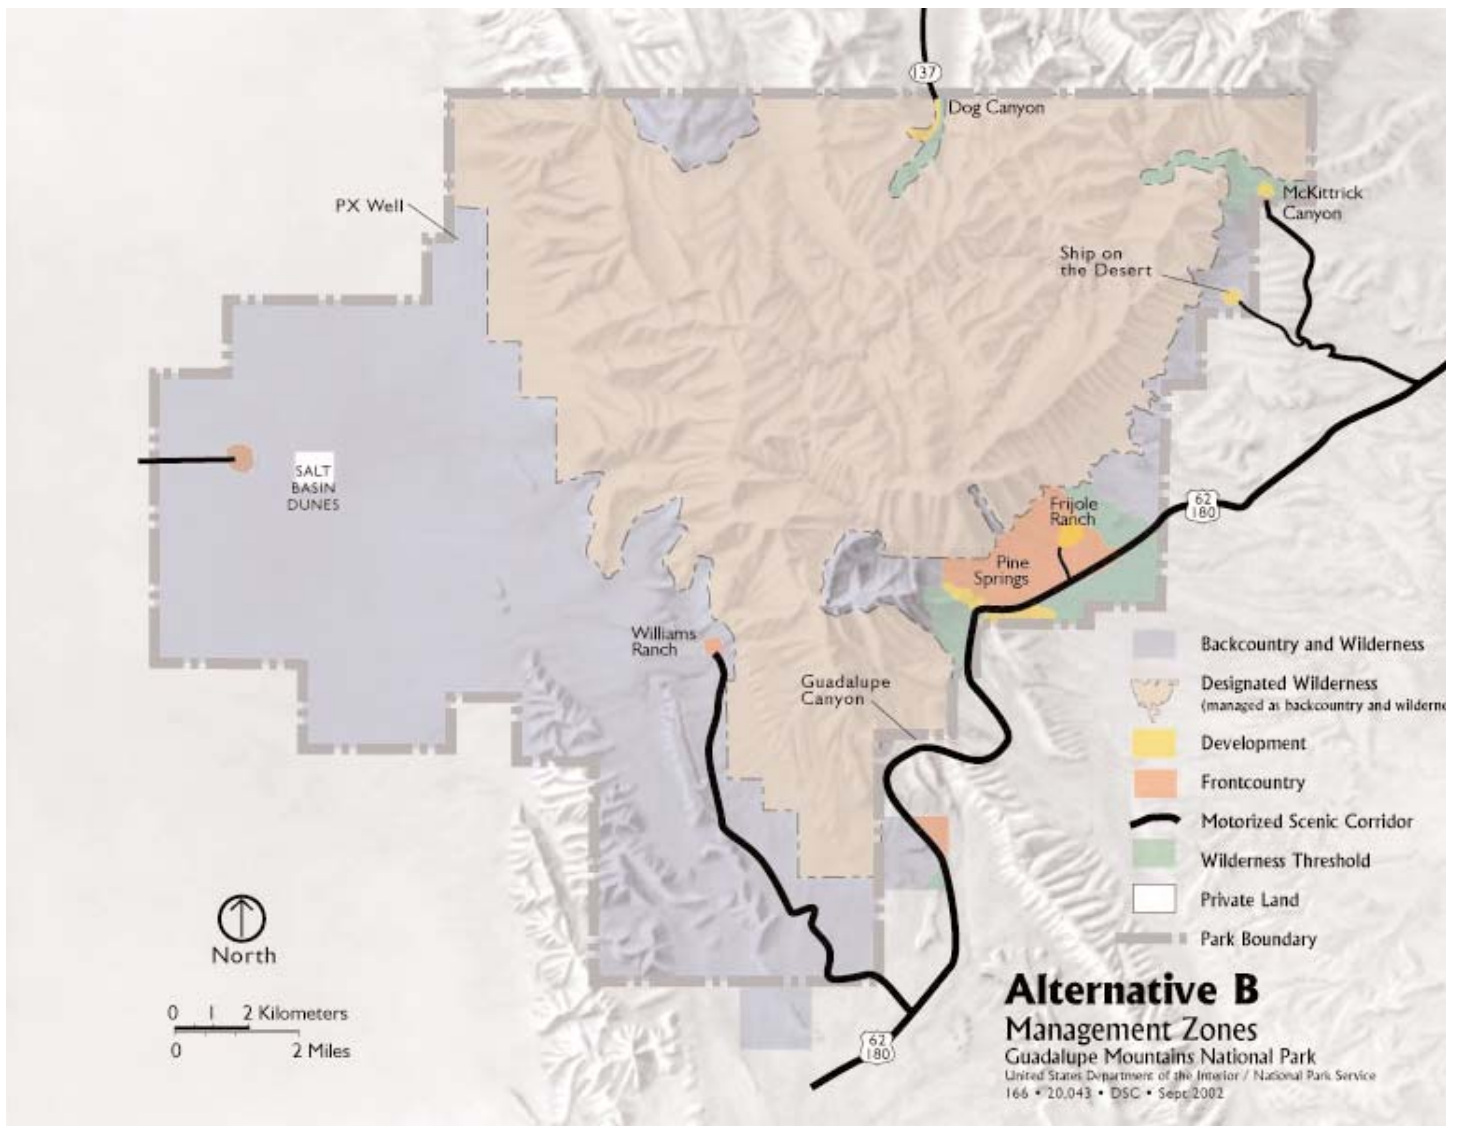 137
Dog Canyon
PX Well
McKittrick
Canyon
Ship on
the Desert
SALT
BASIN
DUNES
Frijole
Ranch
62
180
Pine
Springs
Williams
Ranch
Guadalupe
Canyon
Backcountry and Wilderness
Designated Wilderness
(managed as backcountry and wilderne
Development
Frontcountry
Motorized Scenic Corridor
Wilderness Threshold
Private Land
Park Boundary
North
0 1 2 Kilometers
0 2 Miles
62
180
Alternative B
Management Zones
Guadalupe Mountains National Park
United States Department of the Interior / National Park Service
166 • 20,043 • DSC • Sept 2002